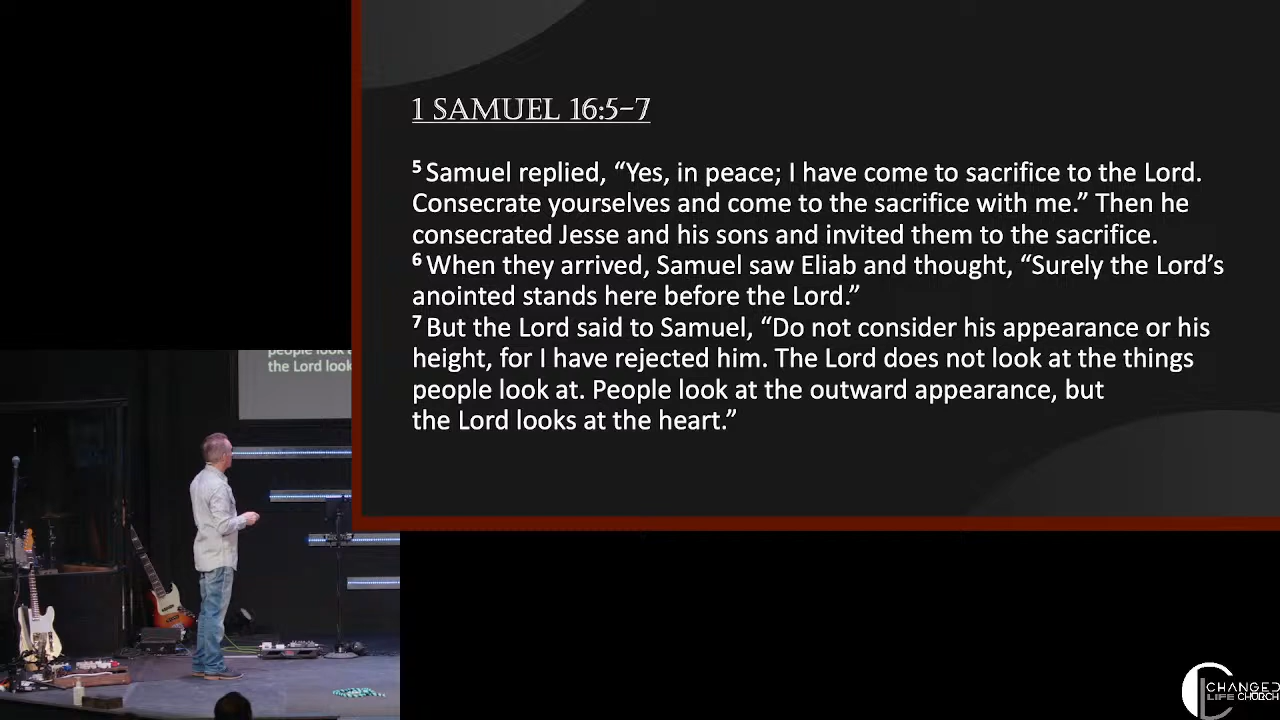 1 SAMUEL 16:5-7
5 Samuel replied, “Yes, in peace; I have come to sacrifice to the Lord.
Consecrate yourselves and come to the sacrifice with me.” Then he
consecrated Jesse and his sons and invited them to the sacrifice.
6 When they arrived, Samuel saw Eliab and thought, “Surely the Lord’s
anointed stands here before the Lord.”
7 But the Lord said to Samuel, “Do not consider his appearance or his
height, for I have rejected him. The Lord does not look at the things
people look at. People look at the outward appearance, but
the Lord looks at the heart.”
people look
the Lord look
CHANGED
LIFE CHURCH